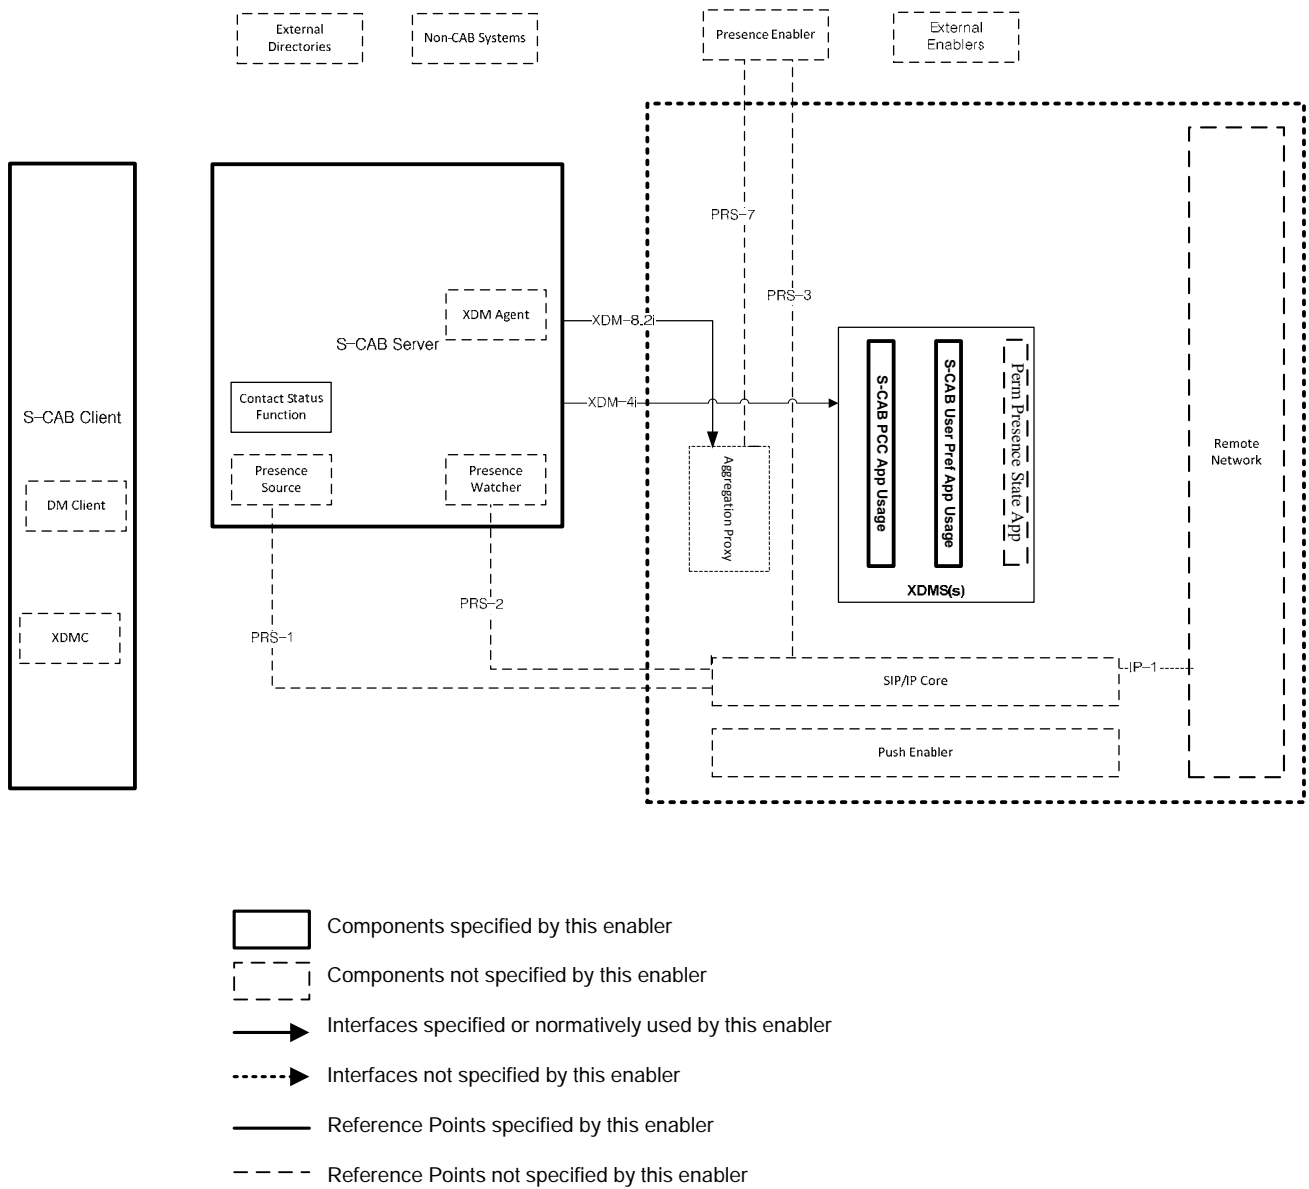 External
Directories
Non-CAB Systems
Presence Enabler
External
Enablers
PRS-7
PRS-3
XDM Agent
XDM-8.2i
S-CAB Server
Contact Status
Function
XDM-4i
S-CAB Client
Presence
Source
Presence
Watcher
DM Client
XDMC
Aggregation Proxy
S-CAB PCC App Usage
S-CAB User Pref App Usage
Perm Presence State App
XDMS(s)
Remote
Network
PRS-2
PRS-1
IP-1
SIP/IP Core
Push Enabler
Components specified by this enabler
Components not specified by this enabler
Interfaces specified or normatively used by this enabler
Interfaces not specified by this enabler
Reference Points specified by this enabler
Reference Points not specified by this enabler